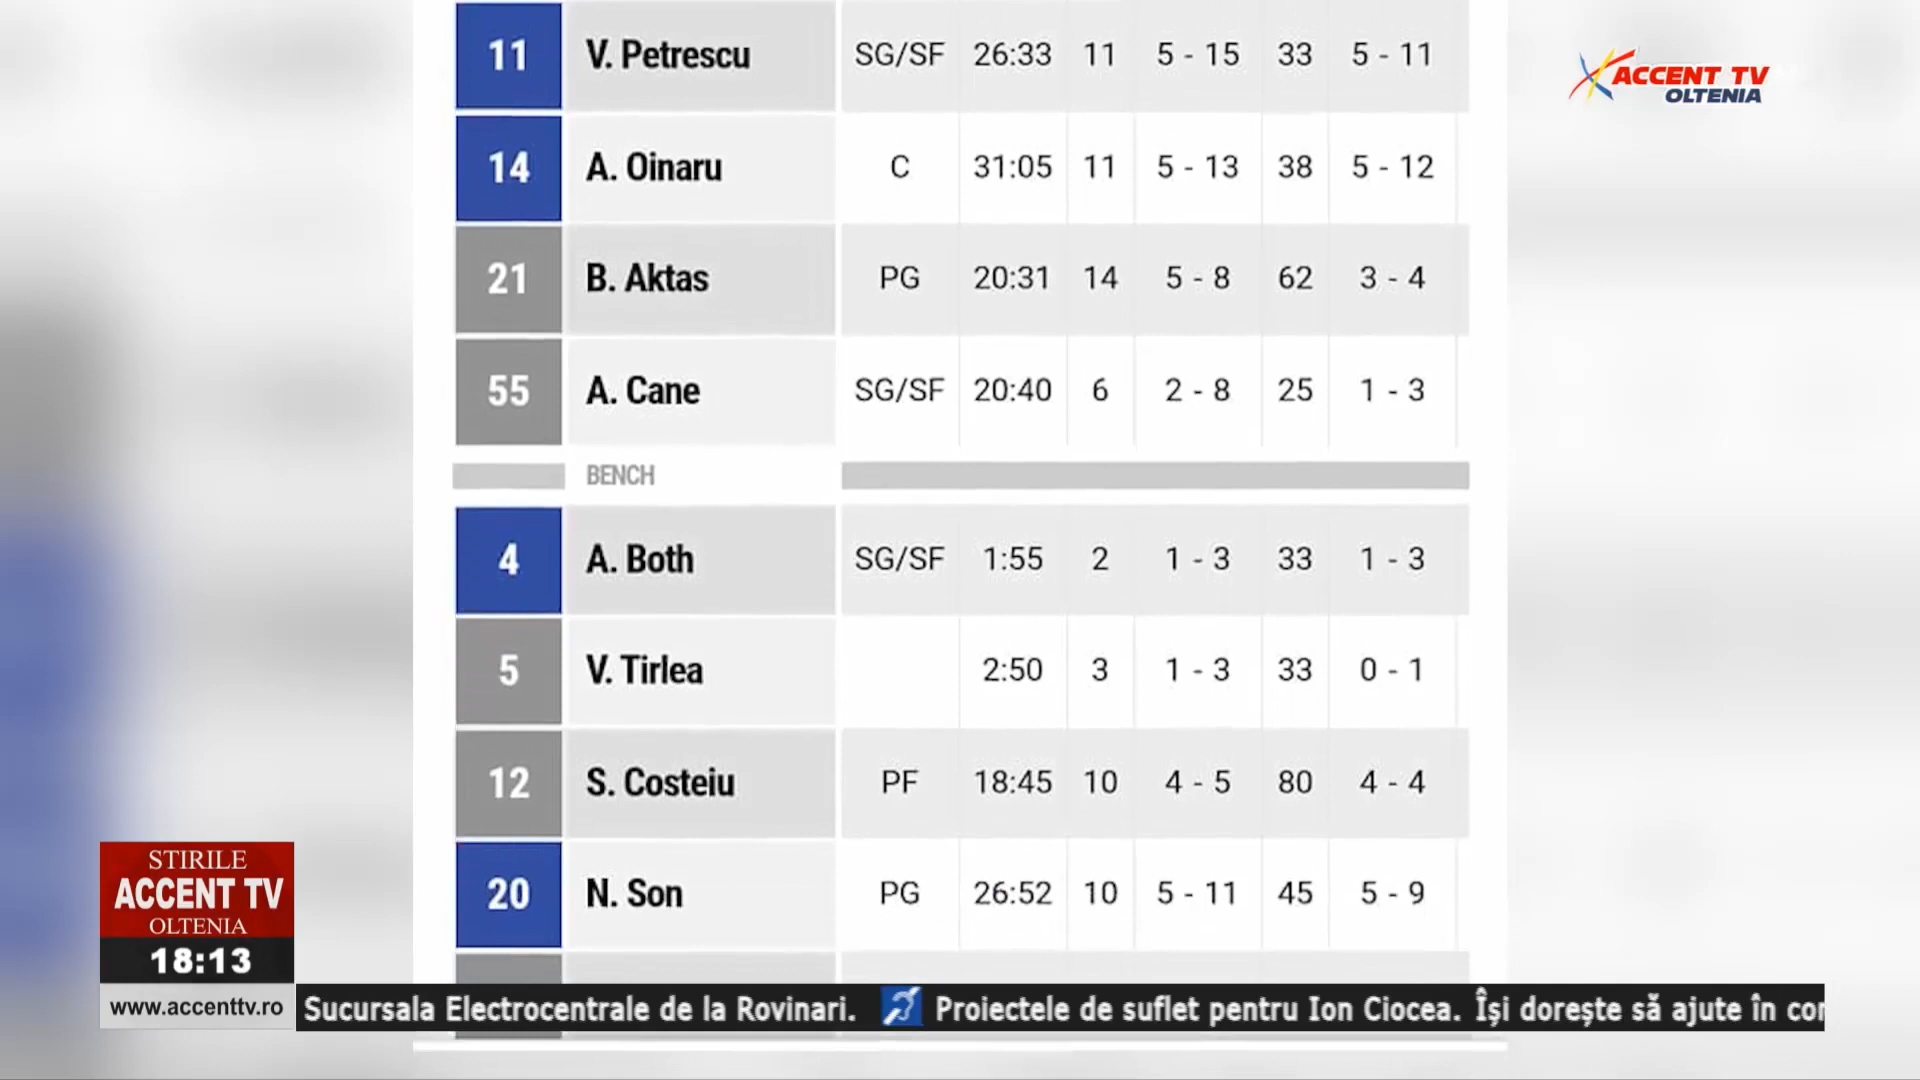 11 V. Petrescu SG/SF 26:33 11 5 - 15 33 5 - 11
ACCENT TV
OLTENIA
14 A. Oinaru C 31:05 11 5 - 13 38 5 - 12
21 B. Aktas PG 20:31 14 5 - 8 62 3 - 4
55 A. Cane SG/SF 20:40 6 2 - 8 25 1 - 3
BENCH
4 A. Both SG/SF 1:55 2 1 - 3 33 1 - 3
5 V. Tirlea 2:50 3 1 - 3 33 0 - 1
12 S. Costeiu PF 18:45 10 4 - 5 80 4 - 4
20 N. Son PG 26:52 10 5 - 11 45 5 - 9
STIRILE
ACCENT TV
OLTENIA
18:13
www.accenttv.ro
Sucursala Electrocentrale de la Rovinari. Proiectele de suflet pentru Ion Ciocea. Își dorește să ajute în